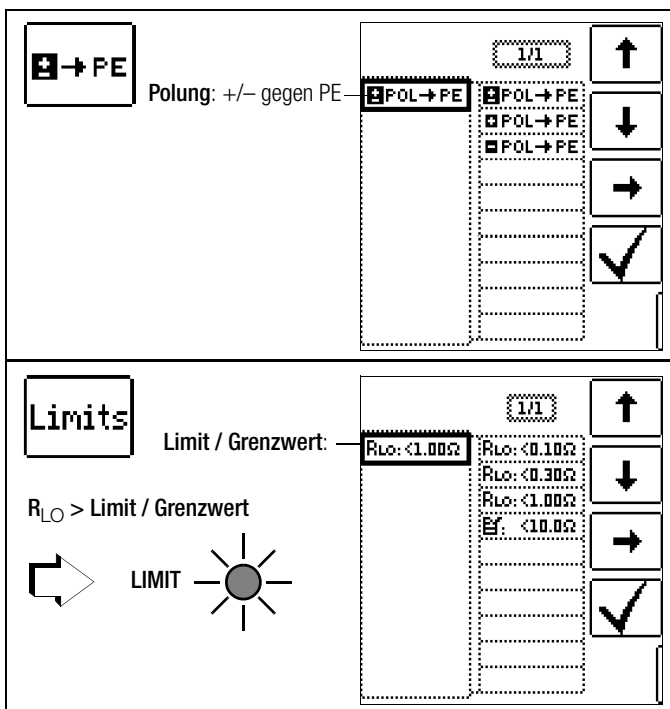 ±→PE
Polung: +/– gegen PE
1/1
±POL→PE
±POL→PE
+POL→PE
-POL→PE
Limits
Limit / Grenzwert:
1/1
RLO: <1.00Ω
RLO: <0.10Ω
RLO: <0.30Ω
RLO: <1.00Ω
: <10.0Ω
RLO > Limit / Grenzwert
LIMIT